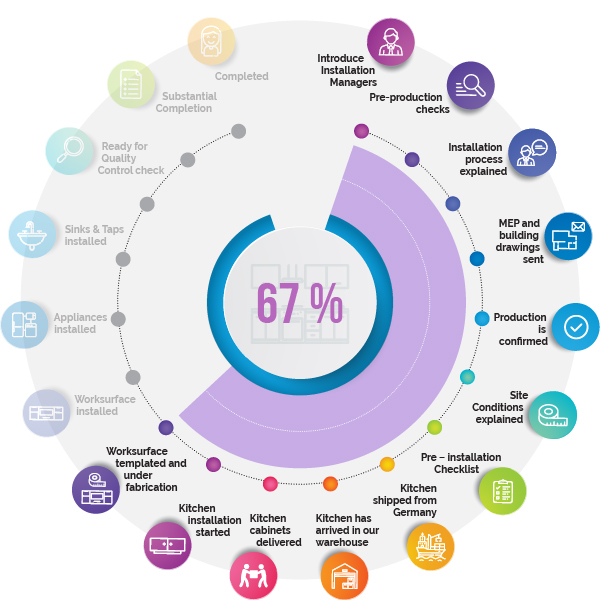 Introduce
Installation
Managers
Pre-production
checks
Installation
process
explained
MEP and
building
drawings
sent
Production
is
confirmed
Site
Conditions
explained
Pre – installation
Checklist
Kitchen
shipped from
Germany
Kitchen has
arrived in our
warehouse
Kitchen
cabinets
delivered
Kitchen
installation
started
Worksurface
templated and
under
fabrication
Worksurface
installed
Appliances
installed
Sinks & Taps
installed
Ready for
Quality
Control check
Substantial
Completion
Completed
67 %